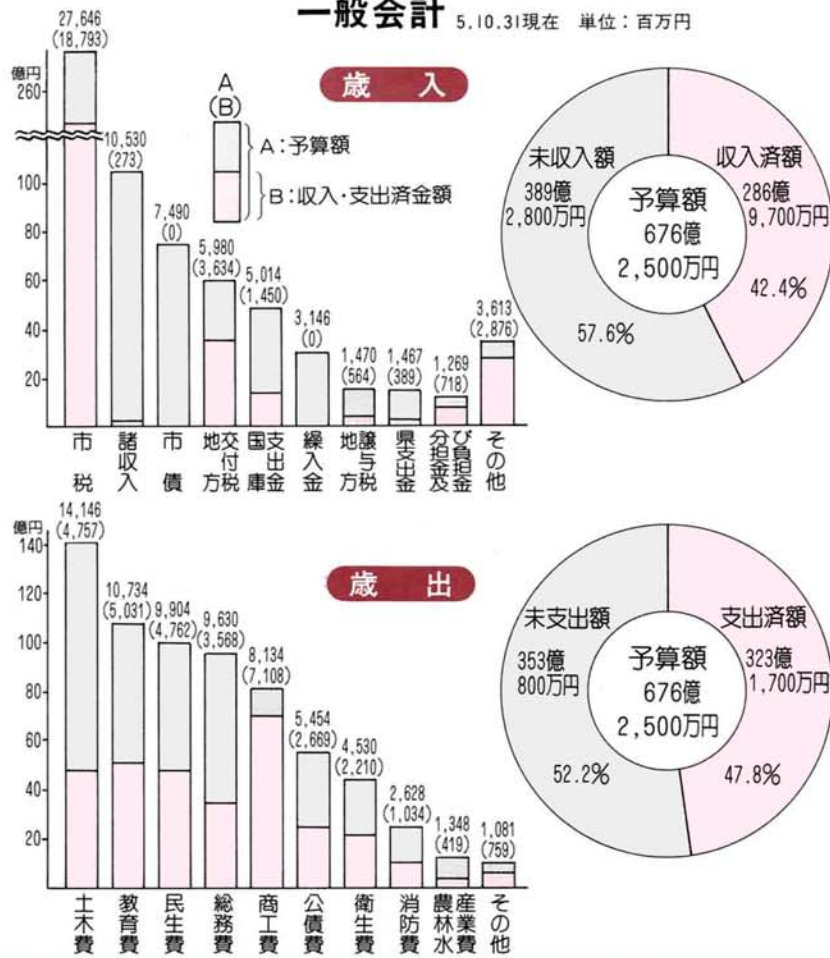 一般会計 5.10.31現在 単位：百万円
歳入
A
(B)
A：予算額
B：収入・支出済金額
億円
260
100
80
60
40
20
27,646
(18,793)
10,530
(273)
7,490
(0)
5,980
(3,634)
5,014
(1,450)
3,146
(0)
1,470
(564)
1,467
(389)
1,269
(718)
3,613
(2,876)
市税
諸収入
市債
地方交付税
国庫支出金
繰入金
地方譲与税
県支出金
分担金及び負担金
その他
未収入額
389億
2,800万円
57.6%
予算額
676億
2,500万円
収入済額
286億
9,700万円
42.4%
歳出
億円
140
120
100
80
60
40
20
14,146
(4,757)
10,734
(5,031)
9,904
(4,762)
9,630
(3,568)
8,134
(7,108)
5,454
(2,669)
4,530
(2,210)
2,628
(1,034)
1,348
(419)
1,081
(759)
土木費
教育費
民生費
総務費
商工費
公債費
衛生費
消防費
農林水産業費
その他
未支出額
353億
800万円
52.2%
予算額
676億
2,500万円
支出済額
323億
1,700万円
47.8%